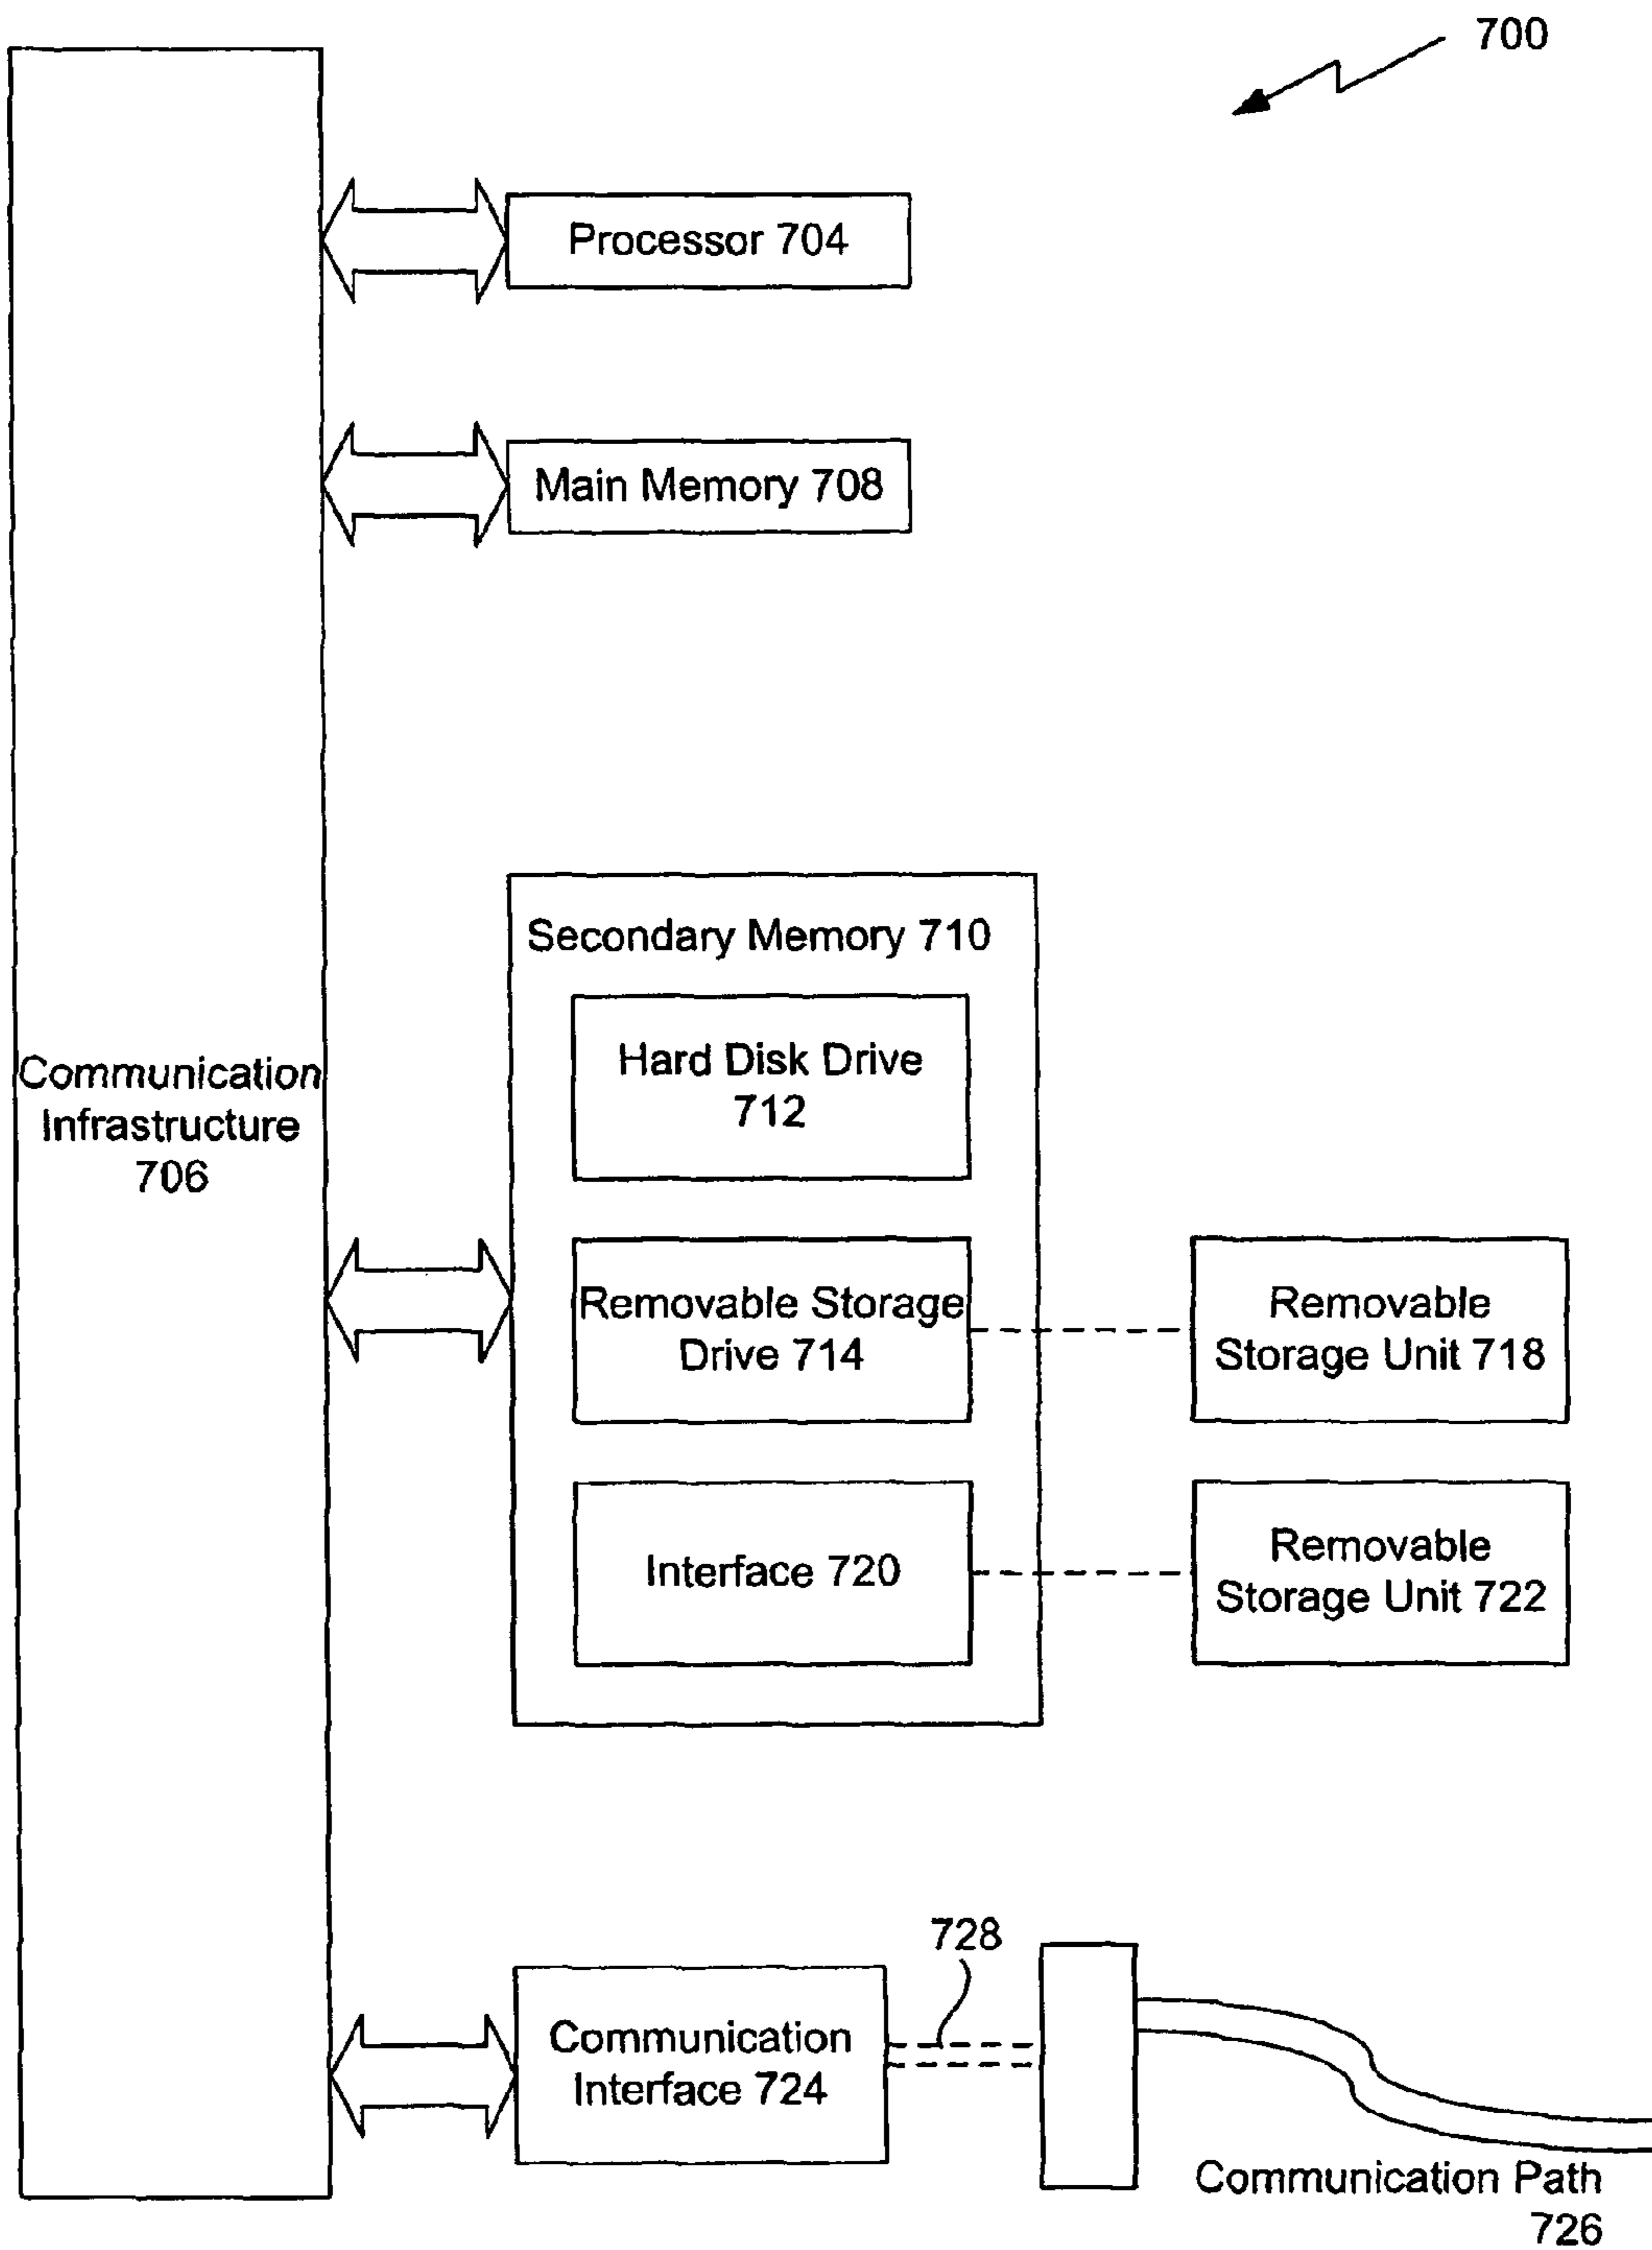 700
Processor 704
Main Memory 708
Communication
Infrastructure
706
Secondary Memory 710
Hard Disk Drive
712
Removable Storage
Drive 714
Removable
Storage Unit 718
Interface 720
Removable
Storage Unit 722
728
Communication
Interface 724
Communication Path
726